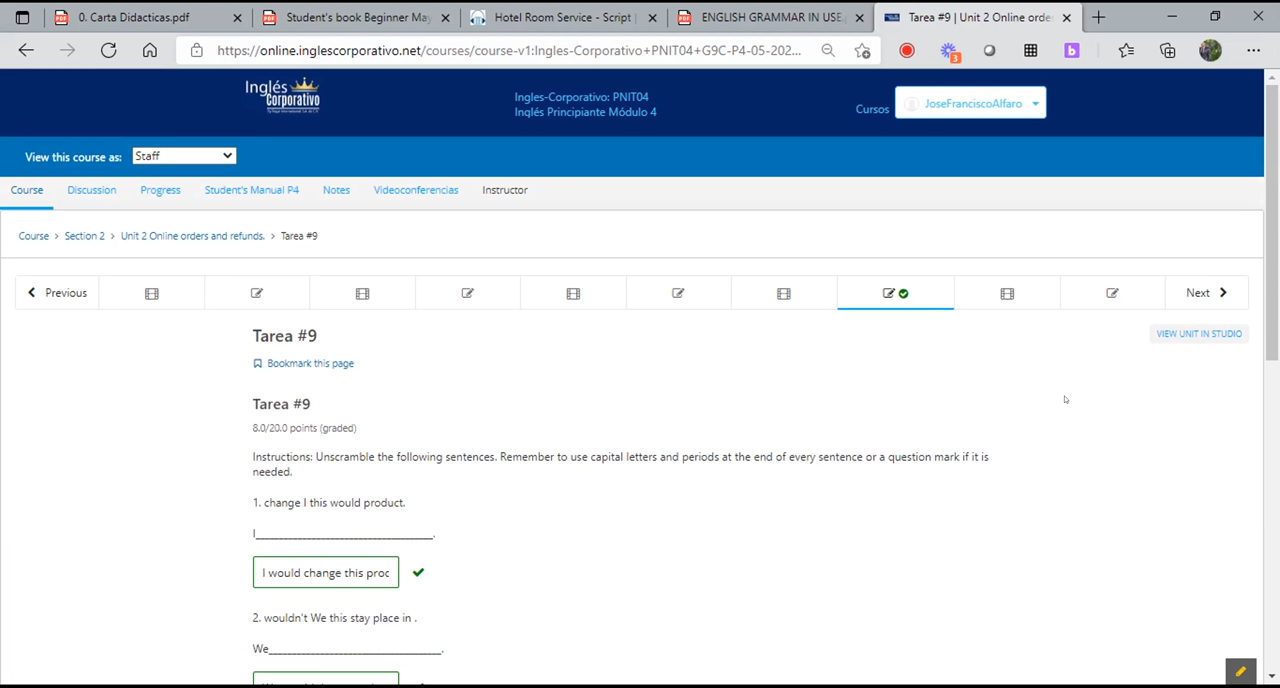 0. Carta Didacticas.pdf
Student's book Beginner May
Hotel Room Service - Script
ENGLISH GRAMMAR IN USE.
Tarea #9 | Unit 2 Online order
https://online.inglescorporativo.net/courses/course-v1:Ingles-Corporativo+PNIT04+G9C-P4-05-202...
3
b
Inglés
Corporativo
Ingles-Corporativo: PNIT04
Inglés Principiante Módulo 4
Cursos
JoseFranciscoAlfaro
View this course as:
Staff
Course
Discussion
Progress
Student's Manual P4
Notes
Videoconferencias
Instructor
Course > Section 2 > Unit 2 Online orders and refunds. > Tarea #9
Previous
Next
Tarea #9
VIEW UNIT IN STUDIO
Bookmark this page
Tarea #9
8.0/20.0 points (graded)
Instructions: Unscramble the following sentences. Remember to use capital letters and periods at the end of every sentence or a question mark if it is
needed.
1. change I this would product.
I__________________________________.
I would change this proc
2. wouldn't We this stay place in .
We_________________________________.